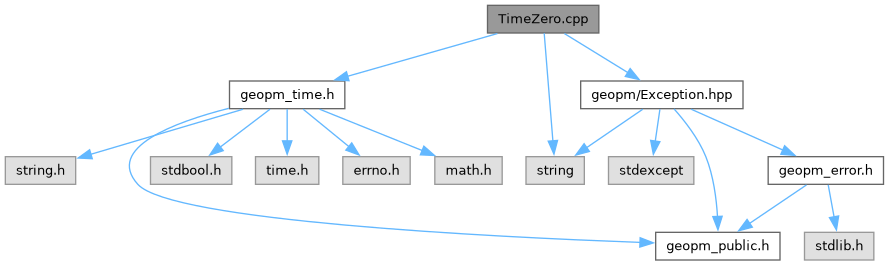 TimeZero.cpp
geopm_time.h
geopm/Exception.hpp
string.h
stdbool.h
time.h
errno.h
math.h
string
stdexcept
geopm_error.h
geopm_public.h
stdlib.h